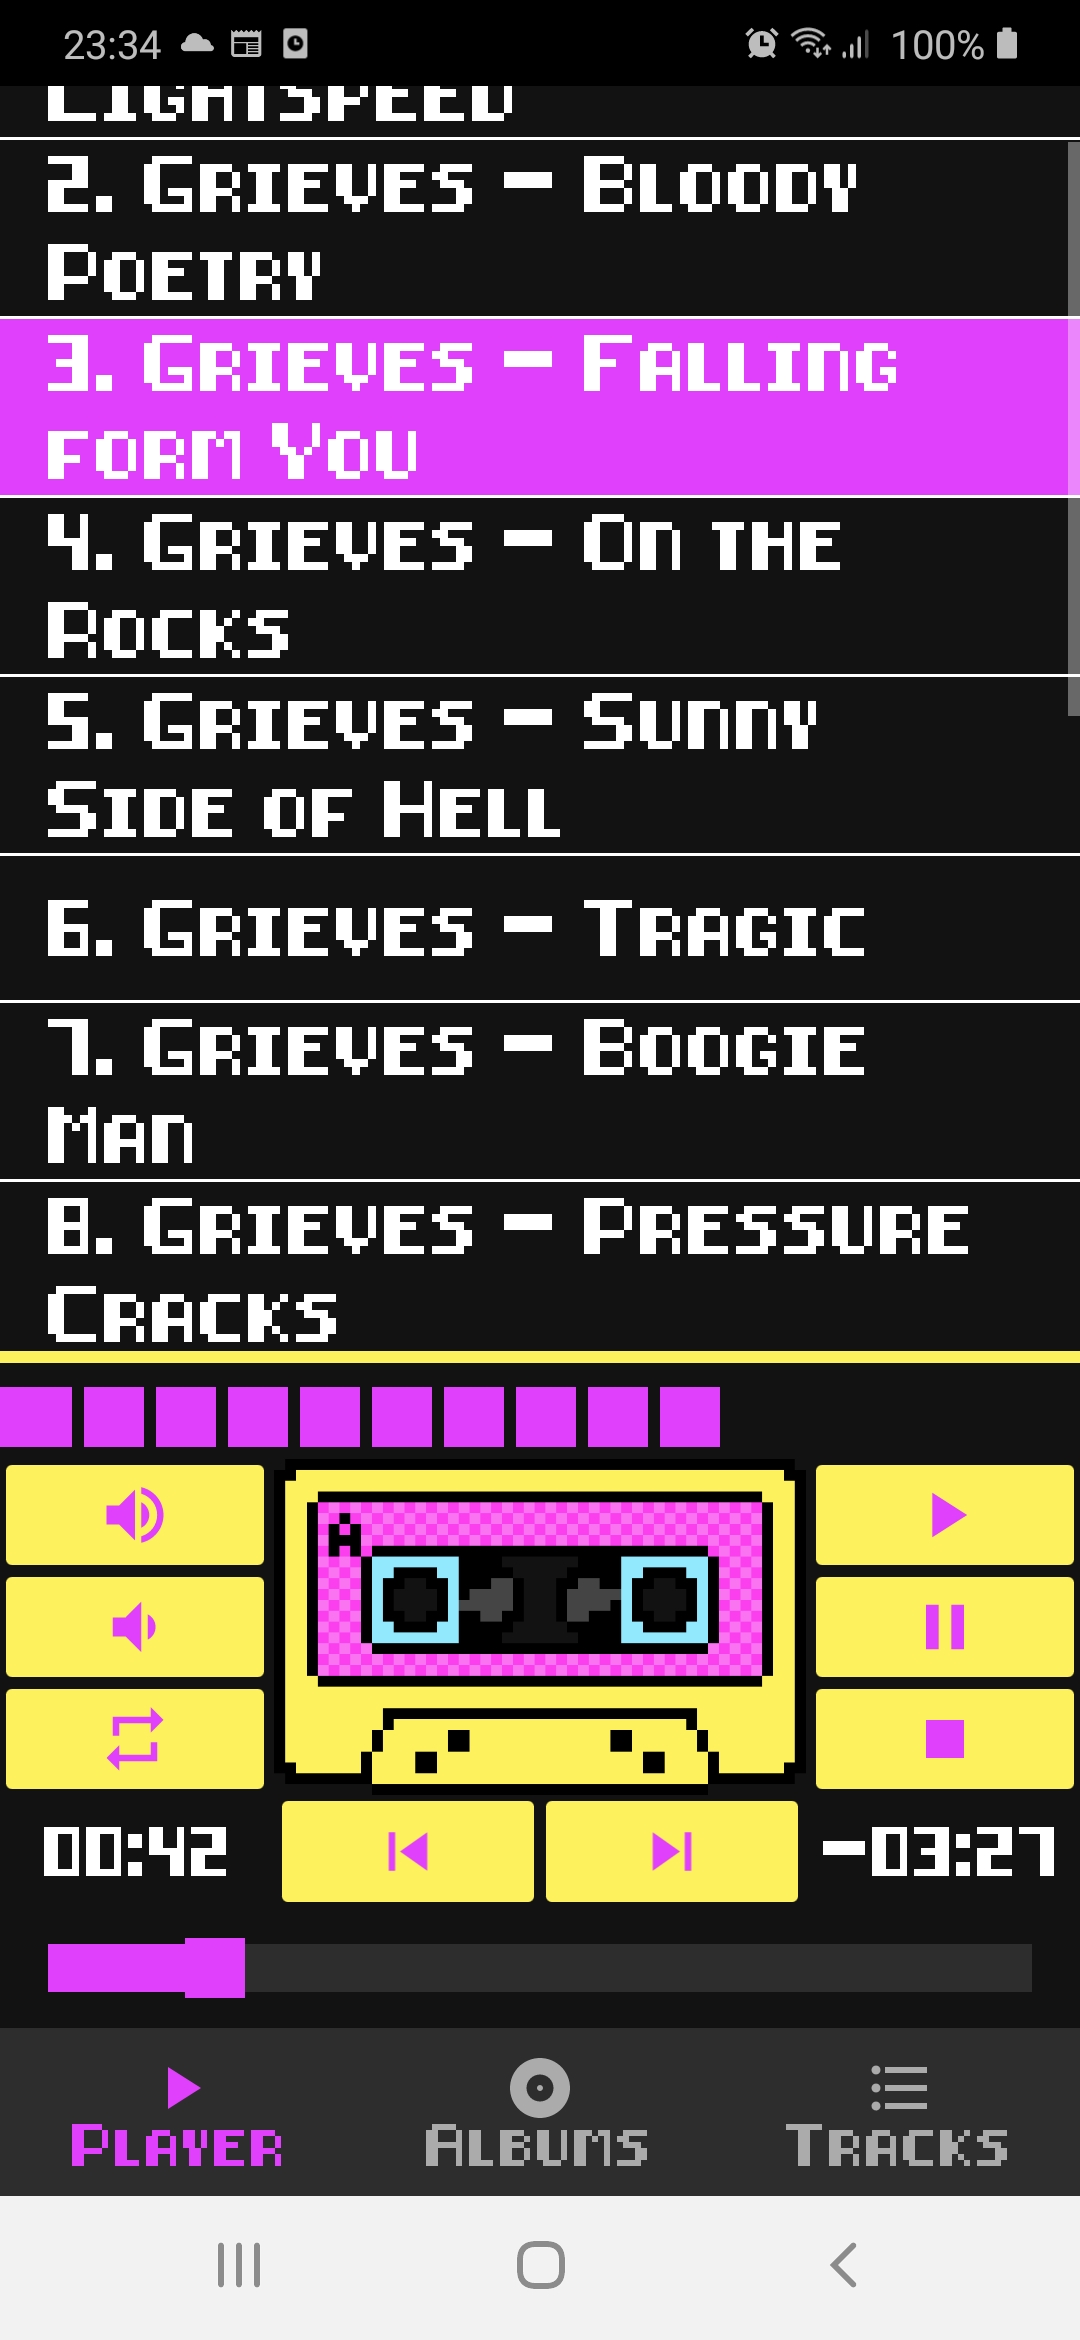 23:34 100%
Lightspeed
2. Grieves - Bloody
Poetry
3. Grieves - Falling
form You
4. Grieves - On the
Rocks
5. Grieves - Sunny
Side of Hell
6. Grieves - Tragic
7. Grieves - Boogie
Man
8. Grieves - Pressure
Cracks
A
00:42 -03:27
Player Albums Tracks